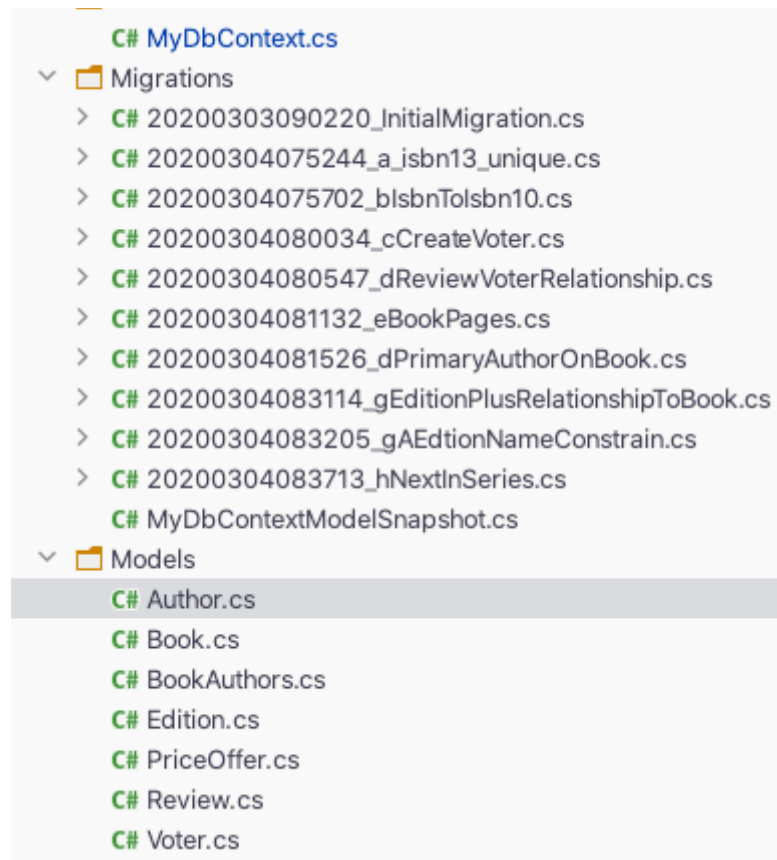 C# MyDbContext.cs
Migrations
C# 20200303090220_InitialMigration.cs
C# 20200304075244_a_isbn13_unique.cs
C# 20200304075702_bIsbnToIsbn10.cs
C# 20200304080034_cCreateVoter.cs
C# 20200304080547_dReviewVoterRelationship.cs
C# 20200304081132_eBookPages.cs
C# 20200304081526_dPrimaryAuthorOnBook.cs
C# 20200304083114_gEditionPlusRelationshipToBook.cs
C# 20200304083205_gAEdtionNameConstrain.cs
C# 20200304083713_hNextInSeries.cs
C# MyDbContextModelSnapshot.cs
Models
C# Author.cs
C# Book.cs
C# BookAuthors.cs
C# Edition.cs
C# PriceOffer.cs
C# Review.cs
C# Voter.cs